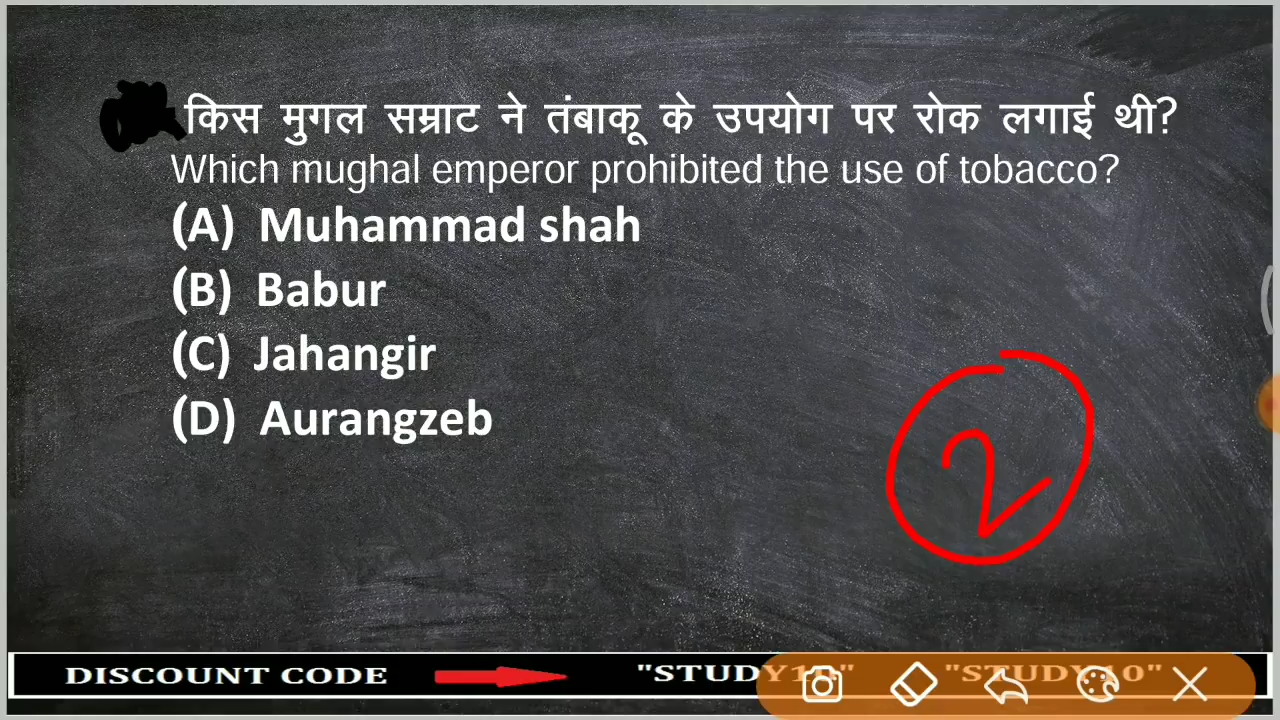 किस मुगल सम्राट ने तंबाकू के उपयोग पर रोक लगाई थी?
Which mughal emperor prohibited the use of tobacco?
(A) Muhammad shah
(B) Babur
(C) Jahangir
(D) Aurangzeb
2
DISCOUNT CODE "STUDY10" "STUDY10"